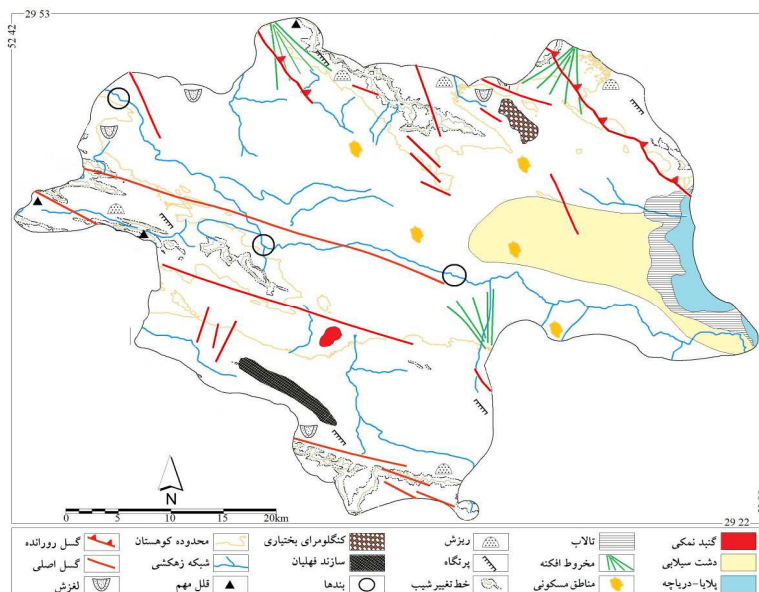 29 53
52 42
N
0 5 10 15 20km
29 22
گسل رورانده
محدوده کوهستان
کنگلومرای بختیاری
ریزش
تالاب
گنبد نمکی
گسل اصلی
شبکه زهکشی
سازند فهلیان
پرتگاه
مخروط افکنه
دشت سیلابی
لغزش
قلل مهم
بندها
خط تغییر شیب
مناطق مسکونی
پلایا-دریاچه